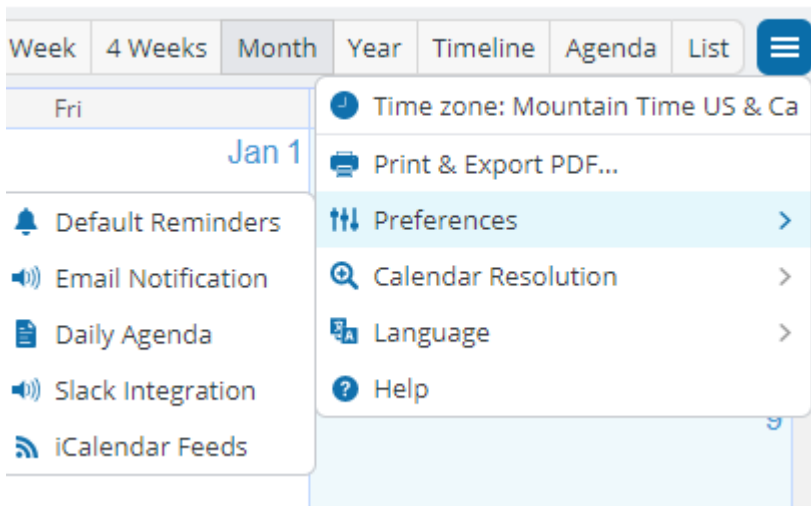 Week 4 Weeks Month Year Timeline Agenda List
Fri
Jan 1
Time zone: Mountain Time US & Ca
Print & Export PDF...
Preferences
Calendar Resolution
Language
Help
Default Reminders
Email Notification
Daily Agenda
Slack Integration
iCalendar Feeds
9